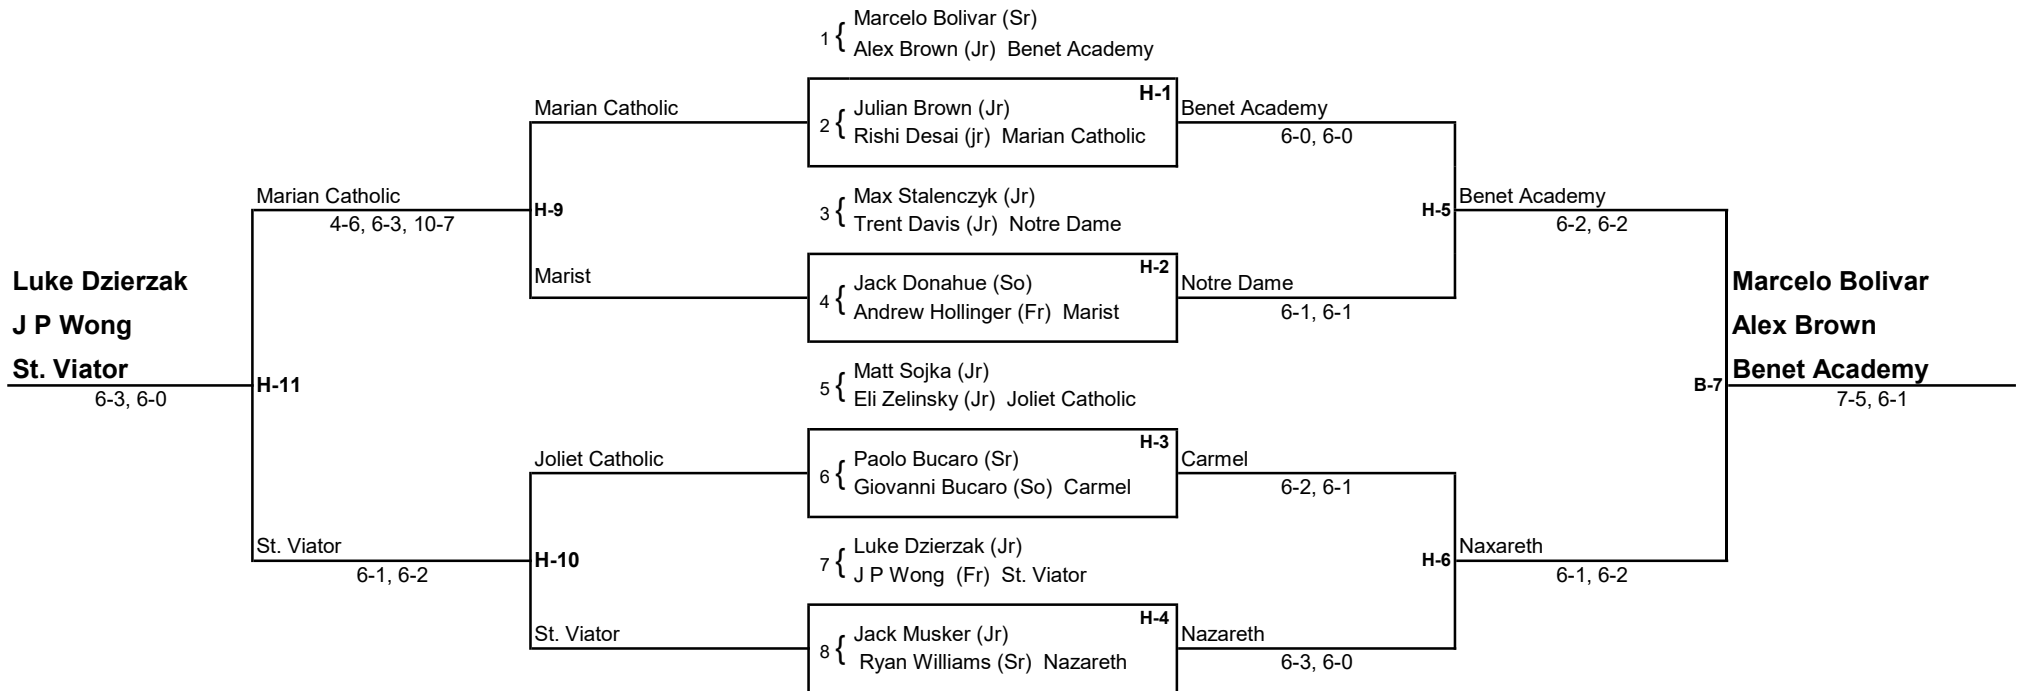 Marcelo Bolivar (Sr)
1 { Alex Brown (Jr) Benet Academy
H-1
Marian Catholic
Julian Brown (Jr)
Benet Academy
2 { Rishi Desai (jr) Marian Catholic
6-0, 6-0
Marian Catholic
Max Stalenczyk (Jr)
Benet Academy
H-9
H-5
4-6, 6-3, 10-7
3 { Trent Davis (Jr) Notre Dame
6-2, 6-2
H-2
Marist
Jack Donahue (So)
Notre Dame
4 { Andrew Hollinger (Fr) Marist
6-1, 6-1
Luke Dzierzak
J P Wong
St. Viator
6-3, 6-0
H-11
Marcelo Bolivar
Alex Brown
Benet Academy
B-7
7-5, 6-1
Matt Sojka (Jr)
5 { Eli Zelinsky (Jr) Joliet Catholic
H-3
Joliet Catholic
Paolo Bucaro (Sr)
Carmel
6 { Giovanni Bucaro (So) Carmel
6-2, 6-1
St. Viator
Luke Dzierzak (Jr)
Naxareth
H-10
H-6
6-1, 6-2
7 { J P Wong (Fr) St. Viator
6-1, 6-2
H-4
St. Viator
Jack Musker (Jr)
Nazareth
8 { Ryan Williams (Sr) Nazareth
6-3, 6-0